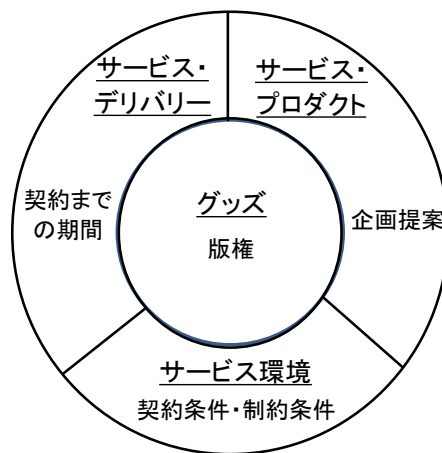 サービス・
デリバリー
サービス・
プロダクト
契約まで
の期間
グッズ
版権
企画提案
サービス環境
契約条件・制約条件